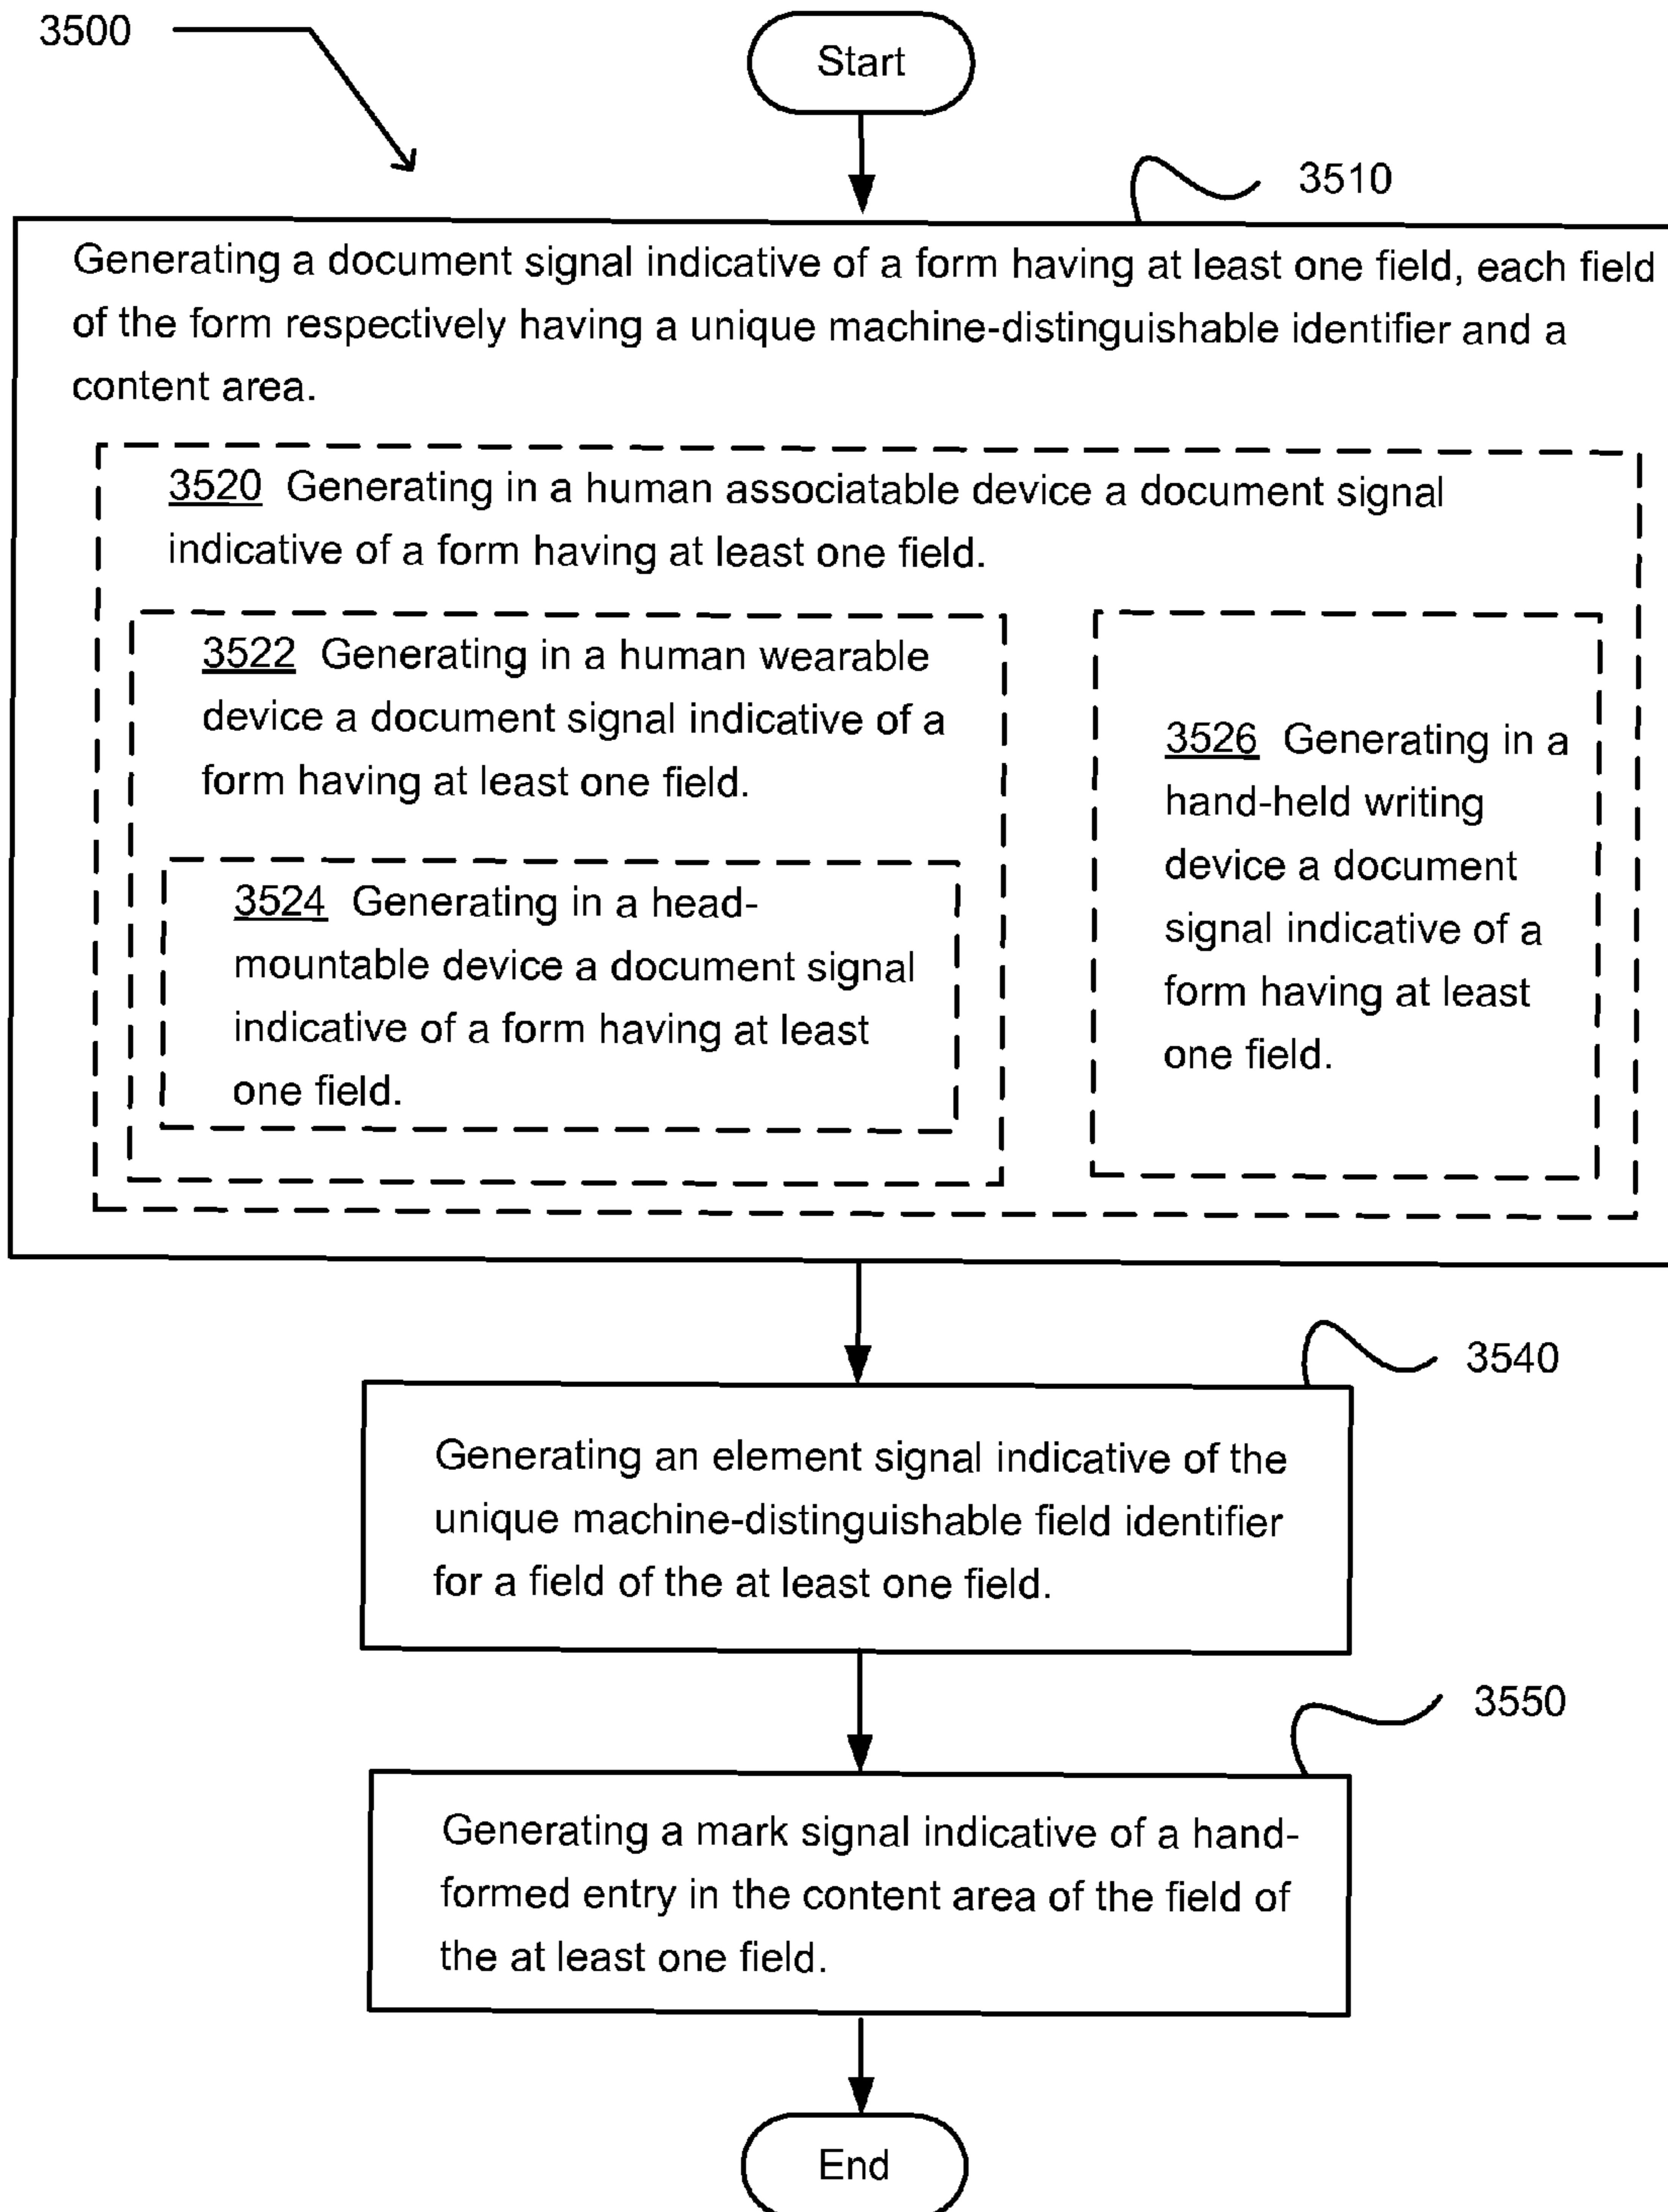 3500
Start
3510
Generating a document signal indicative of a form having at least one field, each field
of the form respectively having a unique machine-distinguishable identifier and a
content area.
3520 Generating in a human associatable device a document signal
indicative of a form having at least one field.
3522 Generating in a human wearable
device a document signal indicative of a
form having at least one field.
3524 Generating in a head-
mountable device a document signal
indicative of a form having at least
one field.
3526 Generating in a
hand-held writing
device a document
signal indicative of a
form having at least
one field.
3540
Generating an element signal indicative of the
unique machine-distinguishable field identifier
for a field of the at least one field.
3550
Generating a mark signal indicative of a hand-
formed entry in the content area of the field of
the at least one field.
End